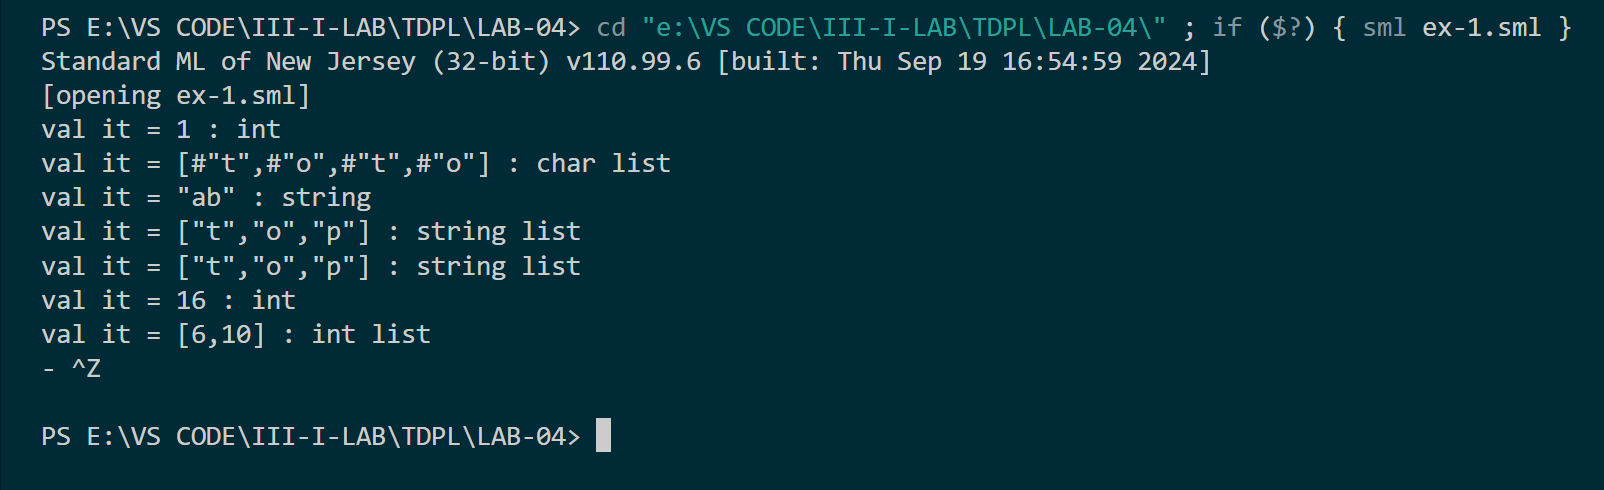 PS E:\VS CODE\III-I-LAB\TDPL\LAB-04> cd "e:\VS CODE\III-I-LAB\TDPL\LAB-04\" ; if ($?) { sml ex-1.sml }
Standard ML of New Jersey (32-bit) v110.99.6 [built: Thu Sep 19 16:54:59 2024]
[opening ex-1.sml]
val it = 1 : int
val it = [#"t",#"o",#"t",#"o"] : char list
val it = "ab" : string
val it = ["t","o","p"] : string list
val it = ["t","o","p"] : string list
val it = 16 : int
val it = [6,10] : int list
- ^Z
PS E:\VS CODE\III-I-LAB\TDPL\LAB-04>